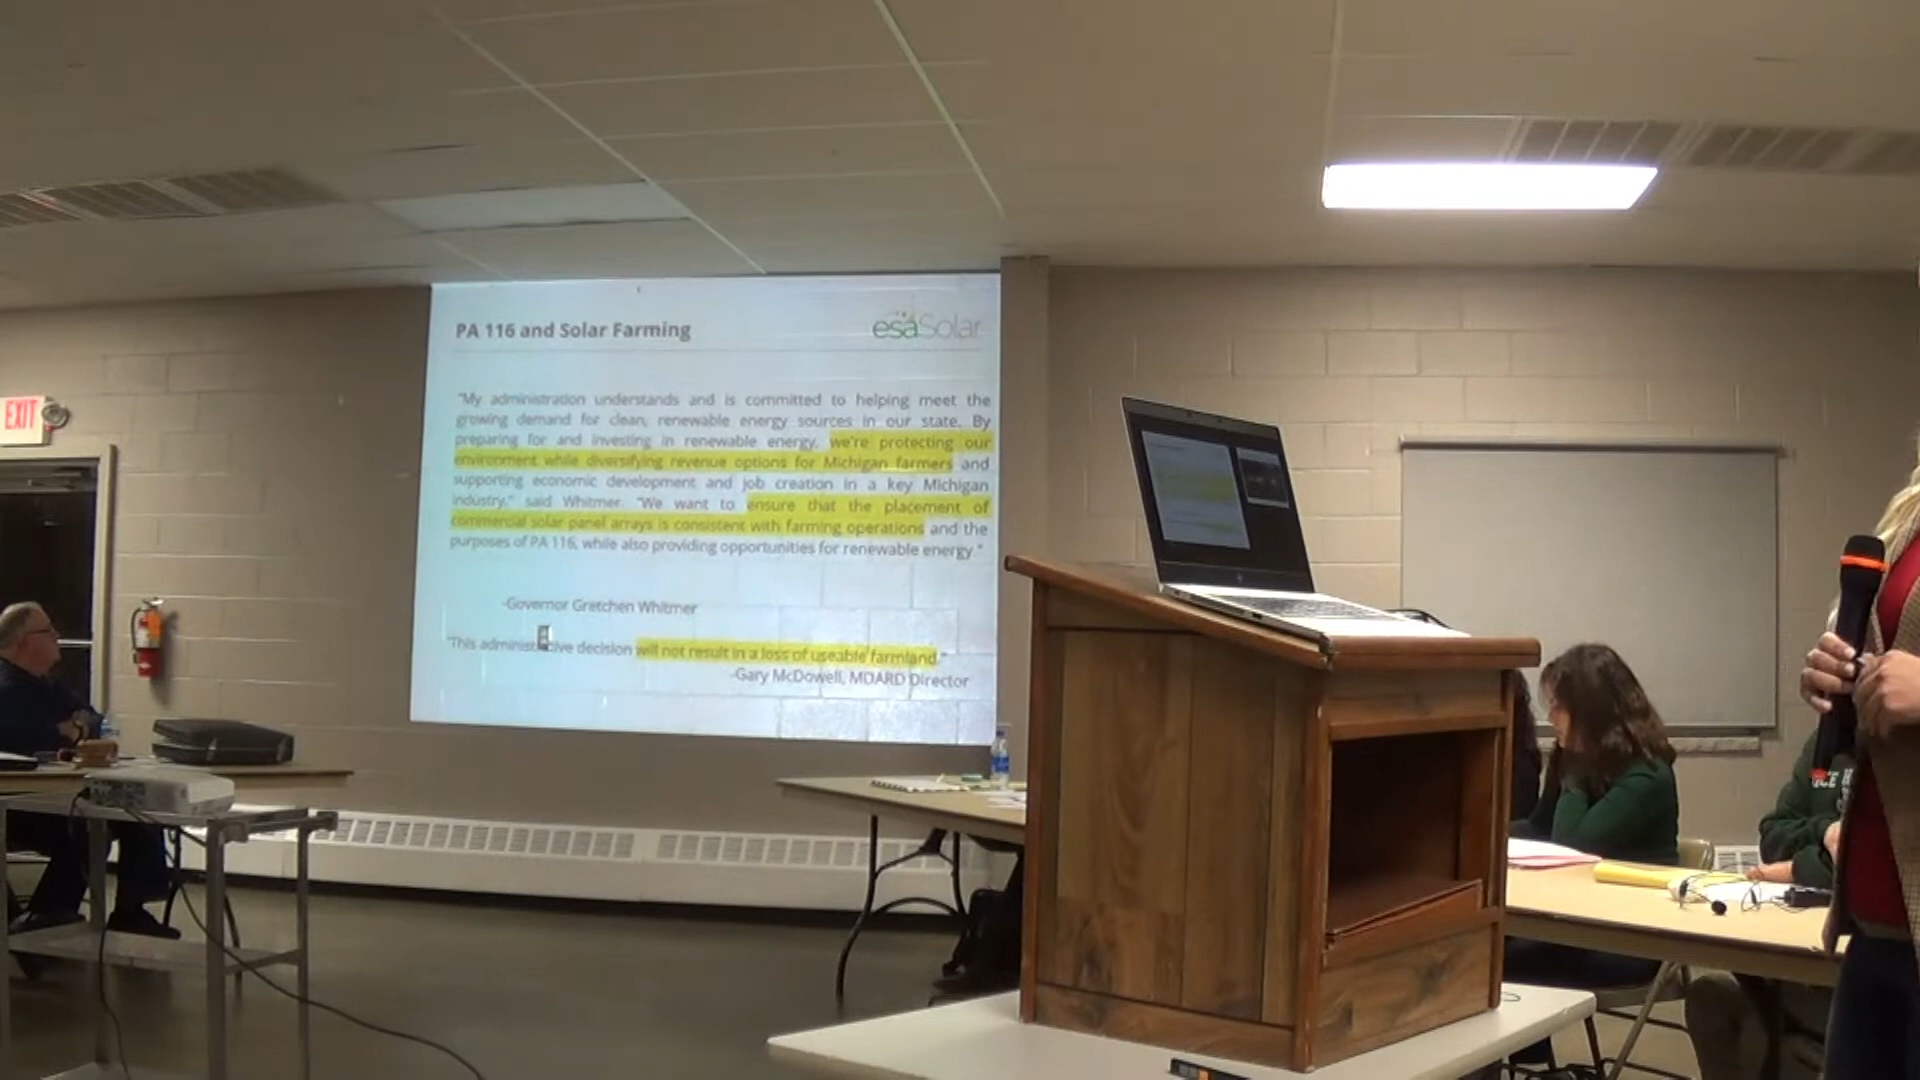 PA 116 and Solar Farming
esaSolar
"My administration understands and is committed to helping meet the
growing demand for clean, renewable energy sources in our state. By
preparing for and investing in renewable energy, we're protecting our
environment while diversifying revenue options for Michigan farmers and
supporting economic development and job creation in a key Michigan
industry," said Whitmer. "We want to ensure that the placement of
commercial solar panel arrays is consistent with farming operations and the
purposes of PA 116, while also providing opportunities for renewable energy."
-Governor Gretchen Whitmer
"This administrative decision will not result in a loss of useable farmland."
-Gary McDowell, MDARD Director
EXIT